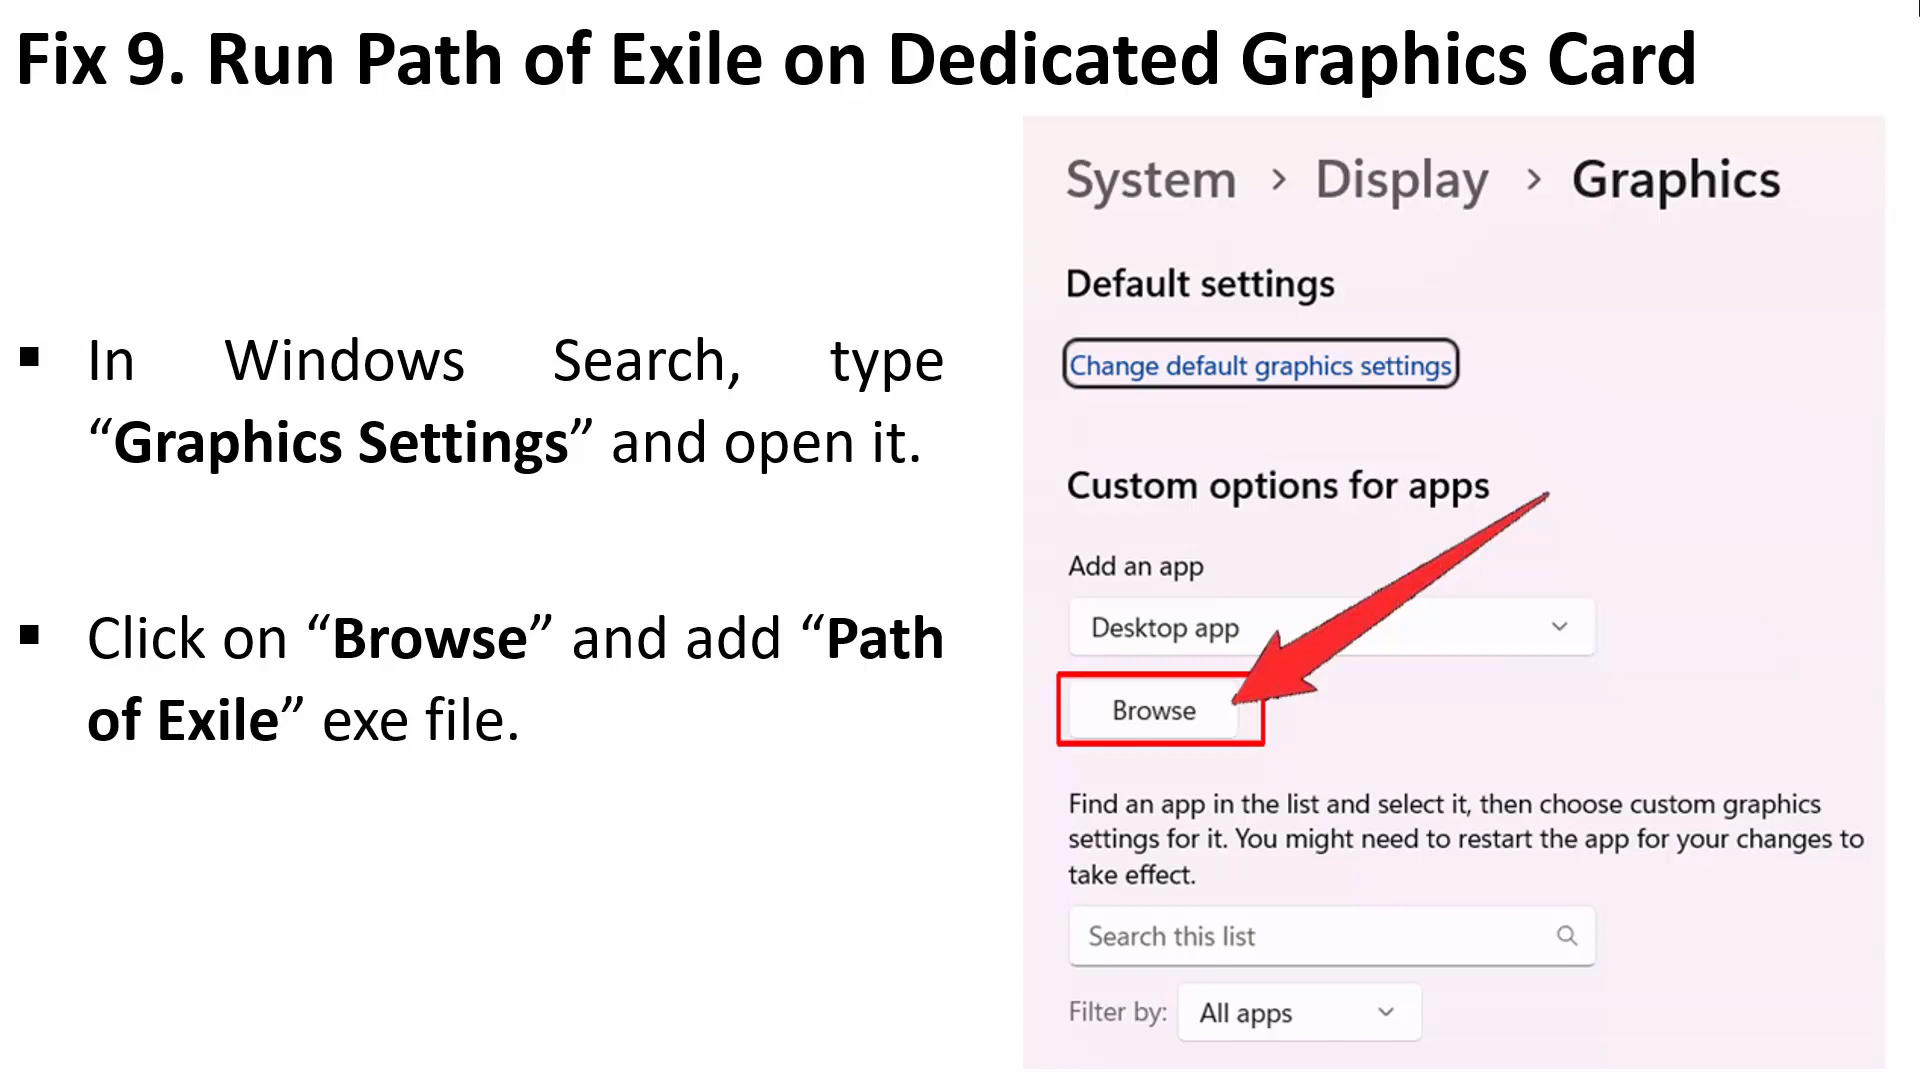 Fix 9. Run Path of Exile on Dedicated Graphics Card
▪ In Windows Search, type
“Graphics Settings” and open it.
▪ Click on “Browse” and add “Path
of Exile” exe file.
System > Display > Graphics
Default settings
Change default graphics settings
Custom options for apps
Add an app
Desktop app
Browse
Find an app in the list and select it, then choose custom graphics
settings for it. You might need to restart the app for your changes to
take effect.
Search this list
Filter by: All apps